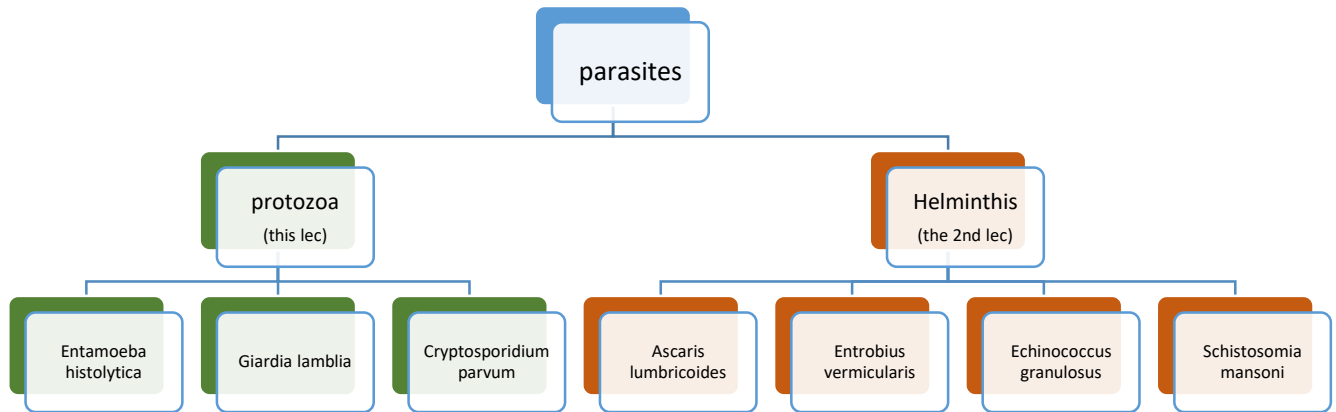 parasites
protozoa
(this lec)
Helminthis
(the 2nd lec)
Entamoeba
histolytica
Giardia lamblia
Cryptosporidium
parvum
Ascaris
lumbricoides
Entrobius
vermicularis
Echinococcus
granulosus
Schistosomia
mansoni